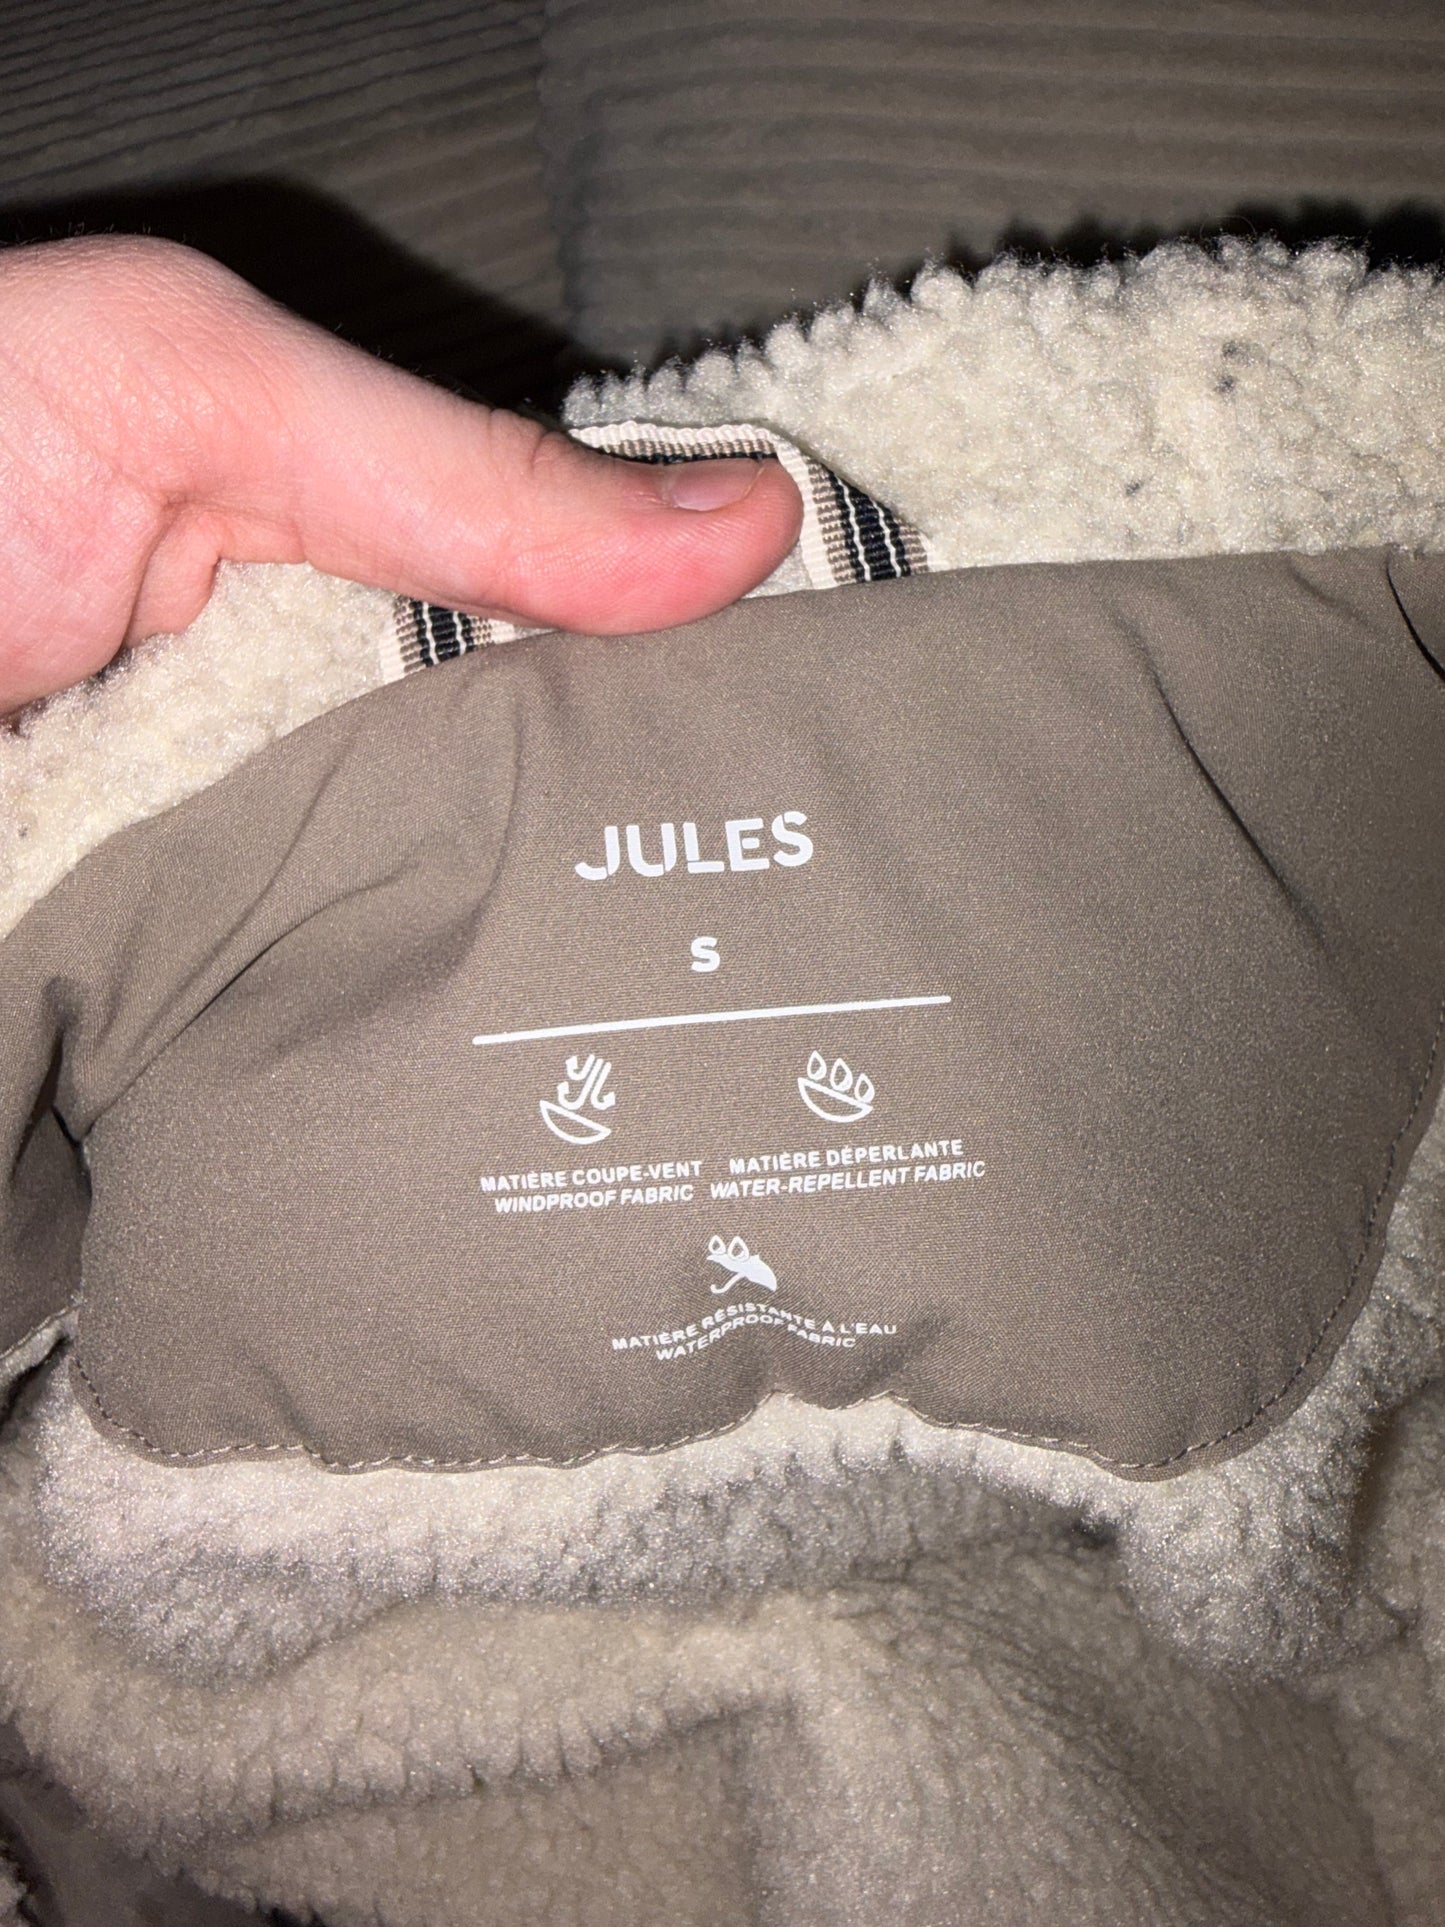 JULES
S
MATIÈRE COUPE-VENT
WINDPROOF FABRIC
MATIÈRE DÉPERLANTE
WATER-REPELLENT FABRIC
MATIÈRE RÉSISTANTE À L'EAU
WATERPROOF FABRIC